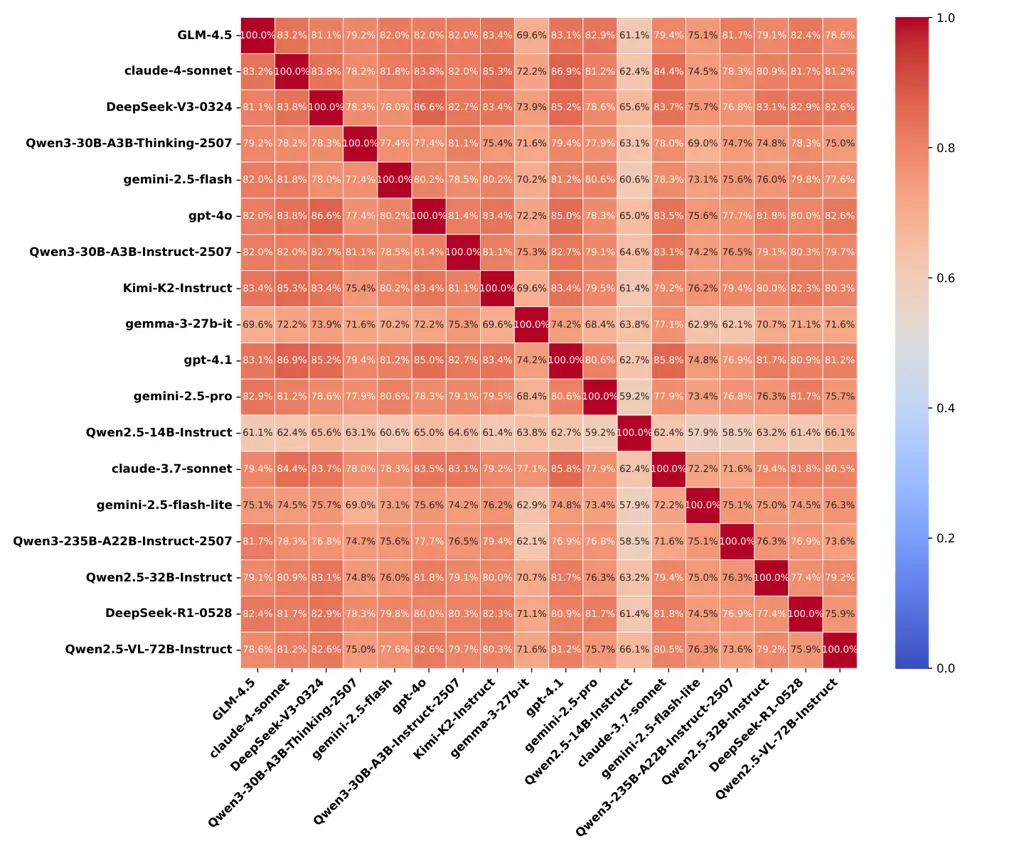 GLM-4.5 100.0% 83.2% 81.1% 79.2% 82.0% 82.0% 82.0% 83.4% 69.6% 83.1% 82.9% 61.1% 79.4% 75.1% 81.7% 79.1% 82.4% 78.6%
claude-4-sonnet 83.2% 100.0% 83.8% 78.2% 81.8% 83.8% 82.0% 85.3% 72.2% 86.9% 81.2% 62.4% 84.4% 74.5% 78.3% 80.9% 81.7% 81.2%
DeepSeek-V3-0324 81.1% 83.8% 100.0% 78.3% 78.0% 86.6% 82.7% 83.4% 73.9% 85.2% 78.6% 65.6% 83.7% 75.7% 76.8% 83.1% 82.9% 82.6%
Qwen3-30B-A3B-Thinking-2507 79.2% 78.2% 78.3% 100.0% 77.4% 77.4% 81.1% 75.4% 71.6% 79.4% 77.9% 63.1% 78.0% 69.0% 74.7% 74.8% 78.3% 75.0%
gemini-2.5-flash 82.0% 81.8% 78.0% 77.4% 100.0% 80.2% 78.5% 80.2% 70.2% 81.2% 80.6% 60.6% 78.3% 73.1% 75.6% 76.0% 79.8% 77.6%
gpt-4o 82.0% 83.8% 86.6% 77.4% 80.2% 100.0% 81.4% 83.4% 72.2% 85.0% 78.3% 65.0% 83.5% 75.6% 77.7% 81.8% 80.0% 82.6%
Qwen3-30B-A3B-Instruct-2507 82.0% 82.0% 82.7% 81.1% 78.5% 81.4% 100.0% 81.1% 75.3% 82.7% 79.1% 64.6% 83.1% 74.2% 76.5% 79.1% 80.3% 79.7%
Kimi-K2-Instruct 83.4% 85.3% 83.4% 75.4% 80.2% 83.4% 81.1% 100.0% 69.6% 83.4% 79.5% 61.4% 79.2% 76.2% 79.4% 80.0% 82.3% 80.3%
gemma-3-27b-it 69.6% 72.2% 73.9% 71.6% 70.2% 72.2% 75.3% 69.6% 100.0% 74.2% 68.4% 63.8% 77.1% 62.9% 62.1% 70.7% 71.1% 71.6%
gpt-4.1 83.1% 86.9% 85.2% 79.4% 81.2% 85.0% 82.7% 83.4% 74.2% 100.0% 80.6% 62.7% 85.8% 74.8% 76.9% 81.7% 80.9% 81.2%
gemini-2.5-pro 82.9% 81.2% 78.6% 77.9% 80.6% 78.3% 79.1% 79.5% 68.4% 80.6% 100.0% 59.2% 77.9% 73.4% 76.8% 76.3% 81.7% 75.7%
Qwen2.5-14B-Instruct 61.1% 62.4% 65.6% 63.1% 60.6% 65.0% 64.6% 61.4% 63.8% 62.7% 59.2% 100.0% 62.4% 57.9% 58.5% 63.2% 61.4% 66.1%
claude-3.7-sonnet 79.4% 84.4% 83.7% 78.0% 78.3% 83.5% 83.1% 79.2% 77.1% 85.8% 77.9% 62.4% 100.0% 72.2% 71.6% 79.4% 81.8% 80.5%
gemini-2.5-flash-lite 75.1% 74.5% 75.7% 69.0% 73.1% 75.6% 74.2% 76.2% 62.9% 74.8% 73.4% 57.9% 72.2% 100.0% 75.1% 75.0% 74.5% 76.3%
Qwen3-235B-A22B-Instruct-2507 81.7% 78.3% 76.8% 74.7% 75.6% 77.7% 76.5% 79.4% 62.1% 76.9% 76.8% 58.5% 71.6% 75.1% 100.0% 76.3% 76.9% 73.6%
Qwen2.5-32B-Instruct 79.1% 80.9% 83.1% 74.8% 76.0% 81.8% 79.1% 80.0% 70.7% 81.7% 76.3% 63.2% 79.4% 75.0% 76.3% 100.0% 77.4% 79.2%
DeepSeek-R1-0528 82.4% 81.7% 82.9% 78.3% 79.8% 80.0% 80.3% 82.3% 71.1% 80.9% 81.7% 61.4% 81.8% 74.5% 76.9% 77.4% 100.0% 75.9%
Qwen2.5-VL-72B-Instruct 78.6% 81.2% 82.6% 75.0% 77.6% 82.6% 79.7% 80.3% 71.6% 81.2% 75.7% 66.1% 80.5% 76.3% 73.6% 79.2% 75.9% 100.0%
GLM-4.5
claude-4-sonnet
DeepSeek-V3-0324
Qwen3-30B-A3B-Thinking-2507
gemini-2.5-flash
gpt-4o
Qwen3-30B-A3B-Instruct-2507
Kimi-K2-Instruct
gemma-3-27b-it
gpt-4.1
gemini-2.5-pro
Qwen2.5-14B-Instruct
claude-3.7-sonnet
gemini-2.5-flash-lite
Qwen3-235B-A22B-Instruct-2507
Qwen2.5-32B-Instruct
DeepSeek-R1-0528
Qwen2.5-VL-72B-Instruct
1.0
0.8
0.6
0.4
0.2
0.0